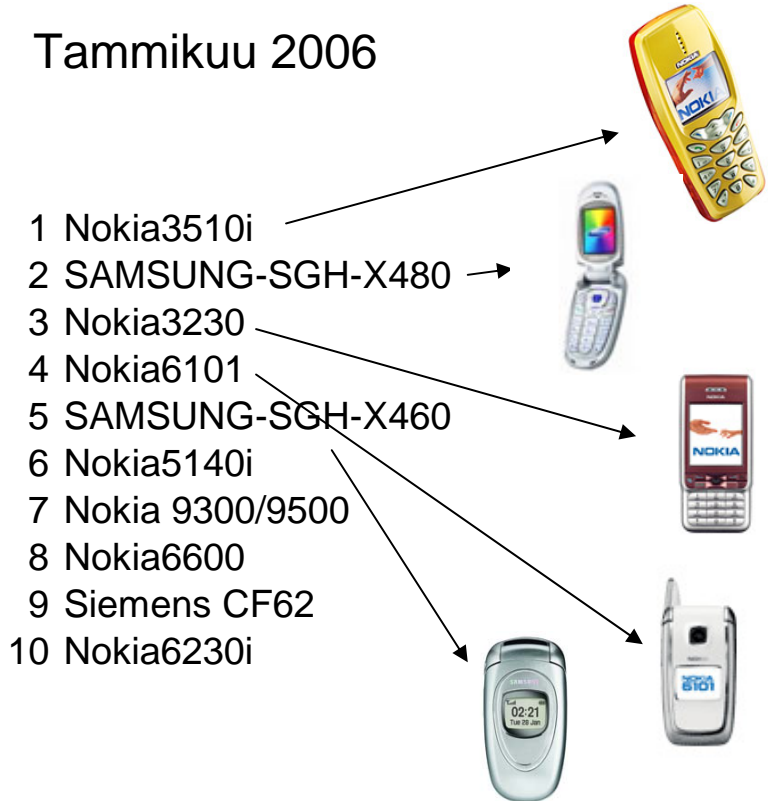 Tammikuu 2006
1 Nokia3510i
2 SAMSUNG-SGH-X480
3 Nokia3230
4 Nokia6101
5 SAMSUNG-SGH-X460
6 Nokia5140i
7 Nokia 9300/9500
8 Nokia6600
9 Siemens CF62
10 Nokia6230i
NOKIA
NOKIA
NOKIA
NOKIA
NOKIA
6101
SAMSUNG
02:21
Tue 28 Jan